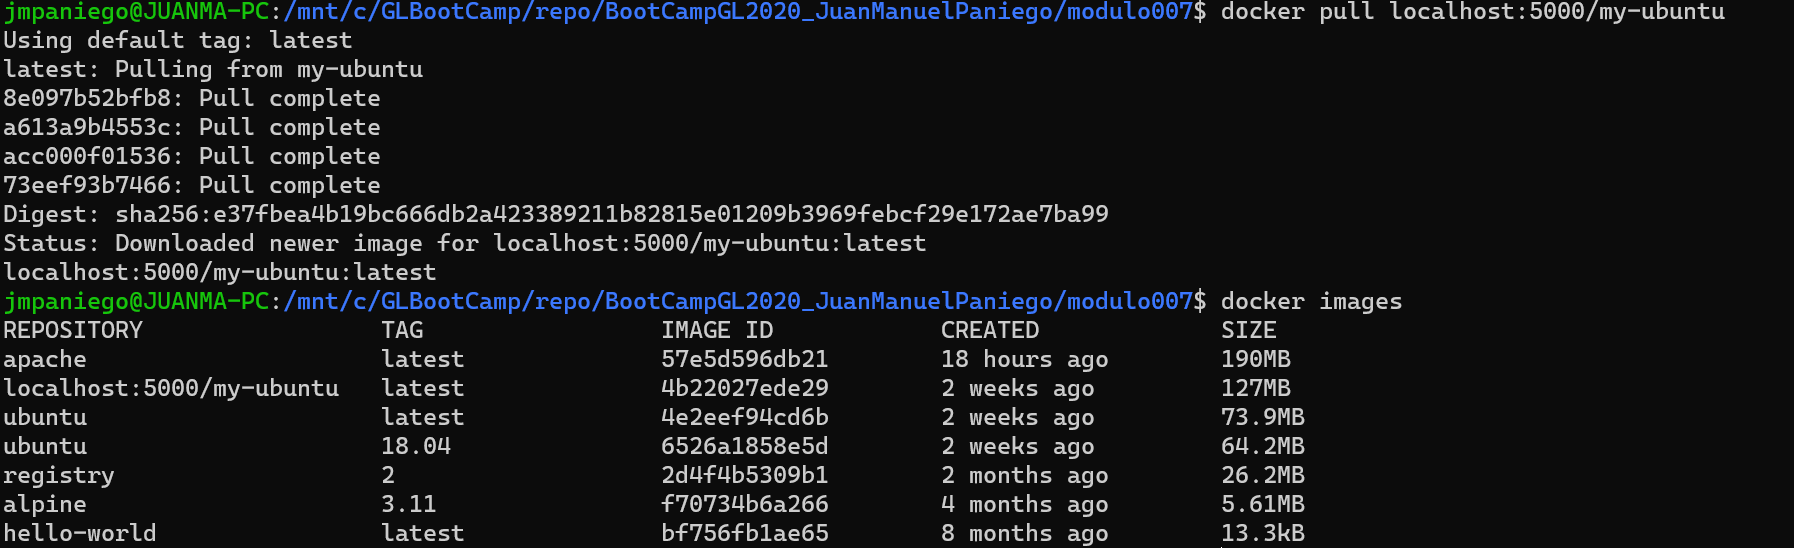 jmpaniego@JUANMA-PC:/mnt/c/GLBootCamp/repo/BootCampGL2020_JuanManuelPaniego/modulo007$ docker pull localhost:5000/my-ubuntu
Using default tag: latest
latest: Pulling from my-ubuntu
8e097b52bfb8: Pull complete
a613a9b4553c: Pull complete
acc000f01536: Pull complete
73eef93b7466: Pull complete
Digest: sha256:e37fbea4b19bc666db2a423389211b82815e01209b3969febcf29e172ae7ba99
Status: Downloaded newer image for localhost:5000/my-ubuntu:latest
localhost:5000/my-ubuntu:latest
jmpaniego@JUANMA-PC:/mnt/c/GLBootCamp/repo/BootCampGL2020_JuanManuelPaniego/modulo007$ docker images
REPOSITORY                 TAG                 IMAGE ID            CREATED             SIZE
apache                     latest              57e5d596db21        18 hours ago        190MB
localhost:5000/my-ubuntu   latest              4b22027ede29        2 weeks ago         127MB
ubuntu                     latest              4e2eef94cd6b        2 weeks ago         73.9MB
ubuntu                     18.04               6526a1858e5d        2 weeks ago         64.2MB
registry                   2                   2d4f4b5309b1        2 months ago        26.2MB
alpine                     3.11                f70734b6a266        4 months ago        5.61MB
hello-world                latest              bf756fb1ae65        8 months ago        13.3kB